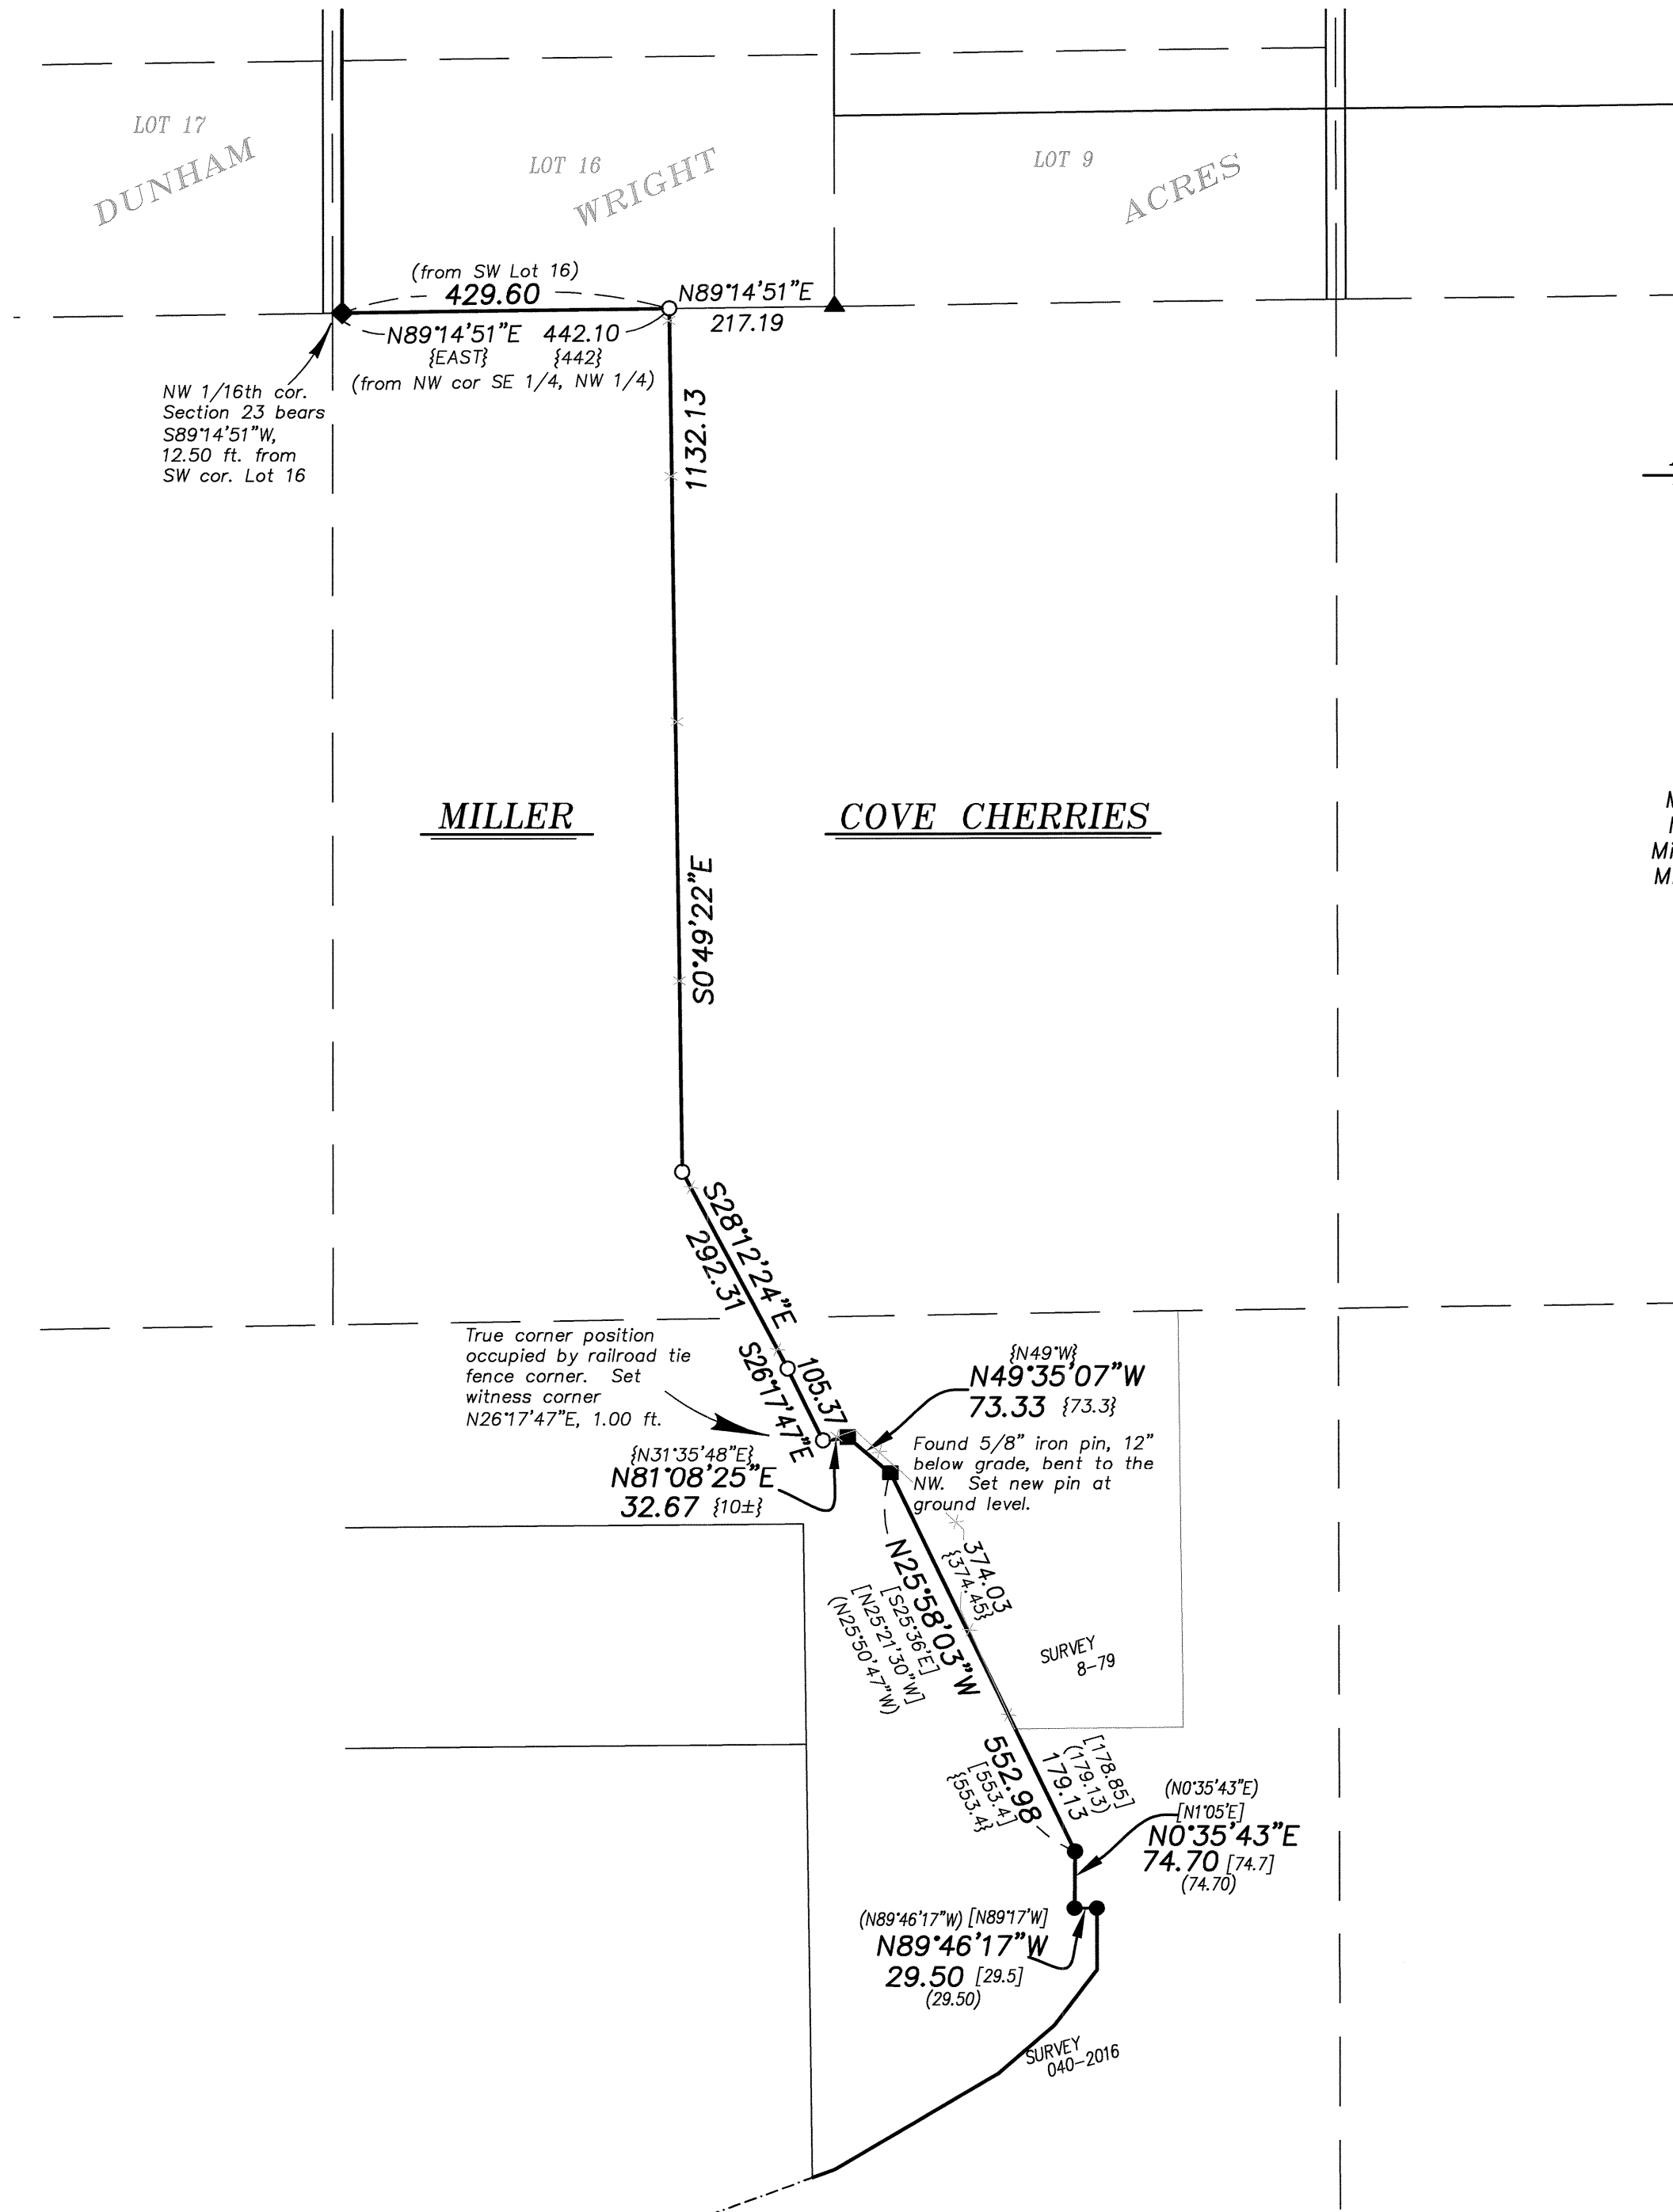 LOT 17
DUNHAM
LOT 16
WRIGHT
LOT 9
ACRES
(from SW Lot 16)
429.60
N89°14'51"E
217.19
N89°14'51"E 442.10
{EAST} {442}
(from NW cor SE 1/4, NW 1/4)
NW 1/16th cor.
Section 23 bears
S89°14'51"W,
12.50 ft. from
SW cor. Lot 16
1132.13
S0°49'22"E
MILLER
COVE CHERRIES
Mi
M
S28°12'24"E
292.31
True corner position
occupied by railroad tie
fence corner. Set
witness corner
N26°17'47"E, 1.00 ft.
S26°17'47"E
105.37
{N49°W}
N49°35'07"W
73.33 {73.3}
Found 5/8" iron pin, 12"
below grade, bent to the
NW. Set new pin at
ground level.
{N31°35'48"E}
N81°08'25"E
32.67 {10±}
374.03
{374.45}
N25°58'03"W
[S25°36'E]
[N25°21'30"W]
(N25°50'47"W)
SURVEY
8-79
552.98
[553.4]
{553.4}
[178.85]
(179.13)
179.13
(N0°35'43"E)
[N1°05'E]
N0°35'43"E
74.70 [74.7]
(74.70)
(N89°46'17"W) [N89°17'W]
N89°46'17"W
29.50 [29.5]
(29.50)
SURVEY
040-2016